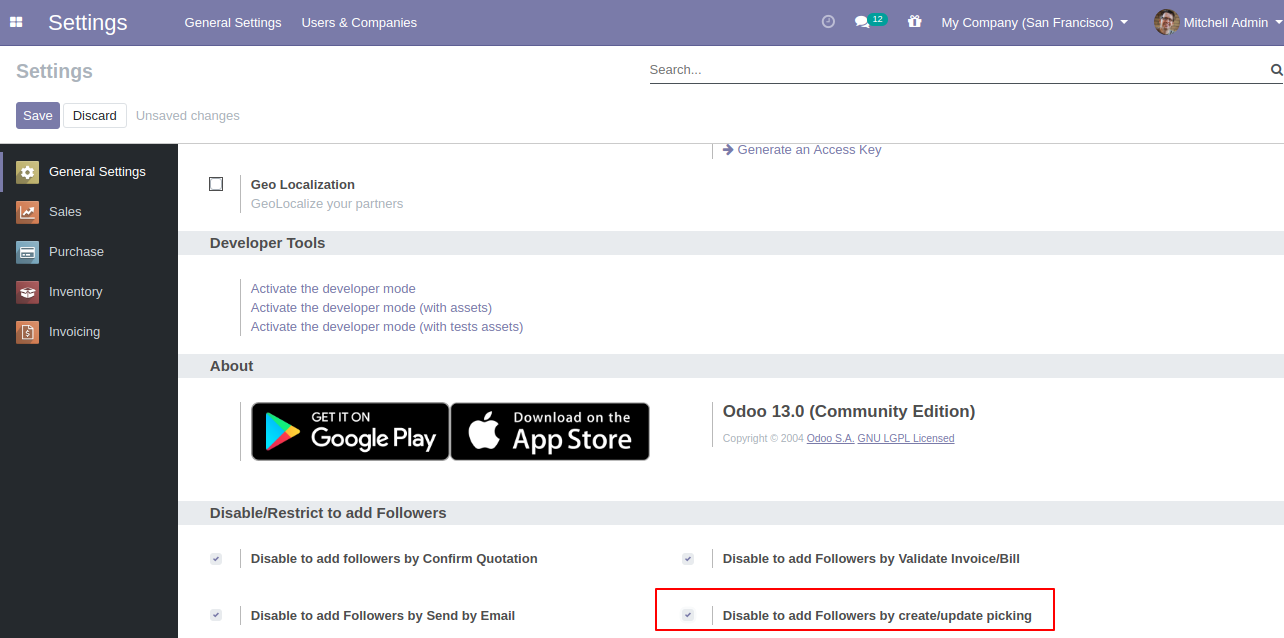 Settings General Settings Users & Companies 12 My Company (San Francisco) Mitchell Admin
Settings Search...
Save Discard Unsaved changes
General Settings
Sales
Purchase
Inventory
Invoicing
Generate an Access Key
Geo Localization
GeoLocalize your partners
Developer Tools
Activate the developer mode
Activate the developer mode (with assets)
Activate the developer mode (with tests assets)
About
GET IT ON
Google Play
Download on the
App Store
Odoo 13.0 (Community Edition)
Copyright © 2004 Odoo S.A. GNU LGPL Licensed
Disable/Restrict to add Followers
Disable to add followers by Confirm Quotation
Disable to add Followers by Validate Invoice/Bill
Disable to add Followers by Send by Email
Disable to add Followers by create/update picking